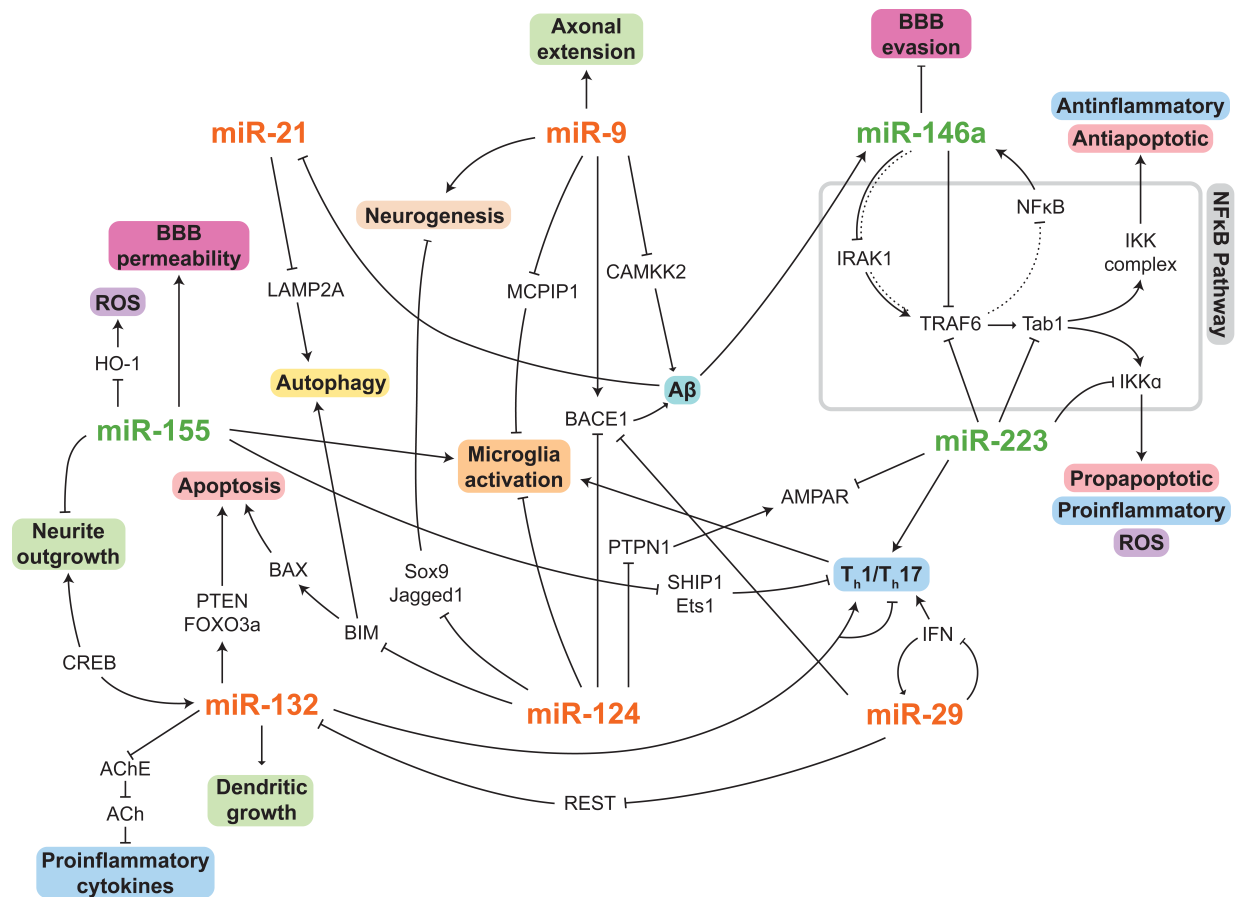 Axonal
extension
BBB
evasion
miR-21
miR-9
miR-146a
Antinflammatory
Antiapoptotic
Neurogenesis
NFκB
NFκB Pathway
BBB
permeability
IRAK1
IKK
complex
CAMKK2
LAMP2A
MCPIP1
ROS
TRAF6
Tab1
HO-1
Autophagy
Aβ
IKKα
BACE1
miR-155
miR-223
Microglia
activation
Apoptosis
AMPAR
Propapoptotic
Proinflammatory
ROS
Neurite
outgrowth
PTPN1
BAX
Sox9
Jagged1
SHIP1
Ets1
Th1/Th17
PTEN
FOXO3a
BIM
IFN
CREB
miR-132
miR-124
miR-29
AChE
Dendritic
growth
REST
ACh
Proinflammatory
cytokines